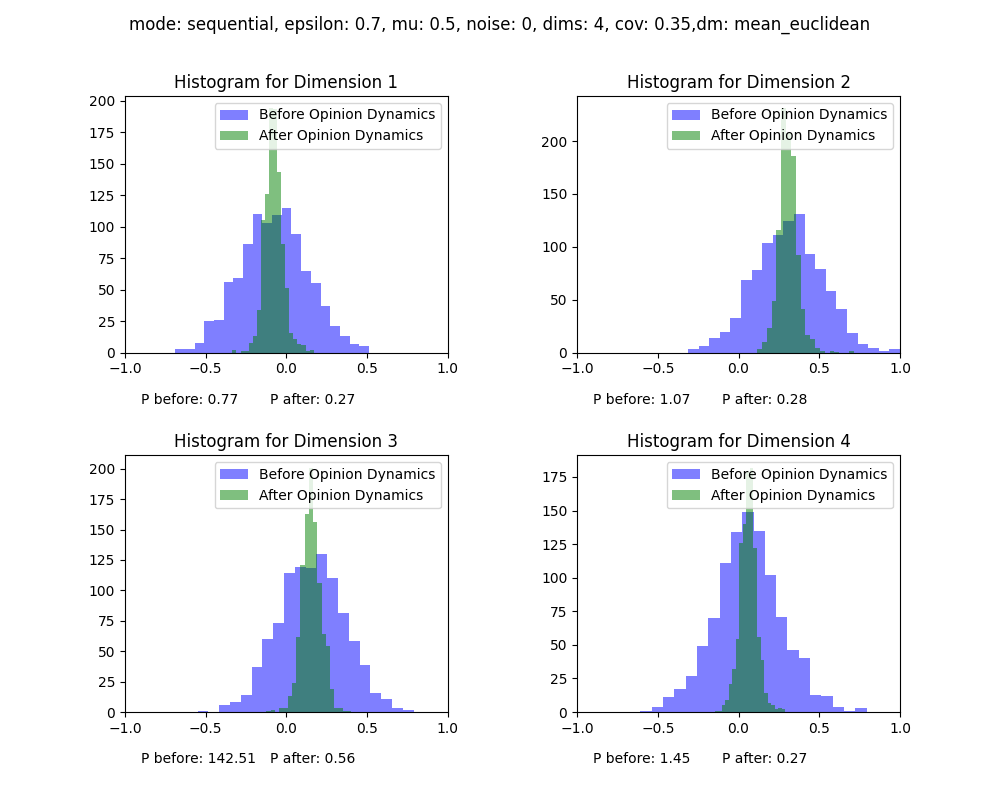 mode: sequential, epsilon: 0.7, mu: 0.5, noise: 0, dims: 4, cov: 0.35,dm: mean_euclidean
Histogram for Dimension 1
Before Opinion Dynamics
After Opinion Dynamics
200
175
150
125
100
75
50
25
0
−1.0 −0.5 0.0 0.5 1.0
P before: 0.77 P after: 0.27
Histogram for Dimension 2
Before Opinion Dynamics
After Opinion Dynamics
200
150
100
50
0
−1.0 −0.5 0.0 0.5 1.0
P before: 1.07 P after: 0.28
Histogram for Dimension 3
Before Opinion Dynamics
After Opinion Dynamics
200
175
150
125
100
75
50
25
0
−1.0 −0.5 0.0 0.5 1.0
P before: 142.51 P after: 0.56
Histogram for Dimension 4
Before Opinion Dynamics
After Opinion Dynamics
175
150
125
100
75
50
25
0
−1.0 −0.5 0.0 0.5 1.0
P before: 1.45 P after: 0.27